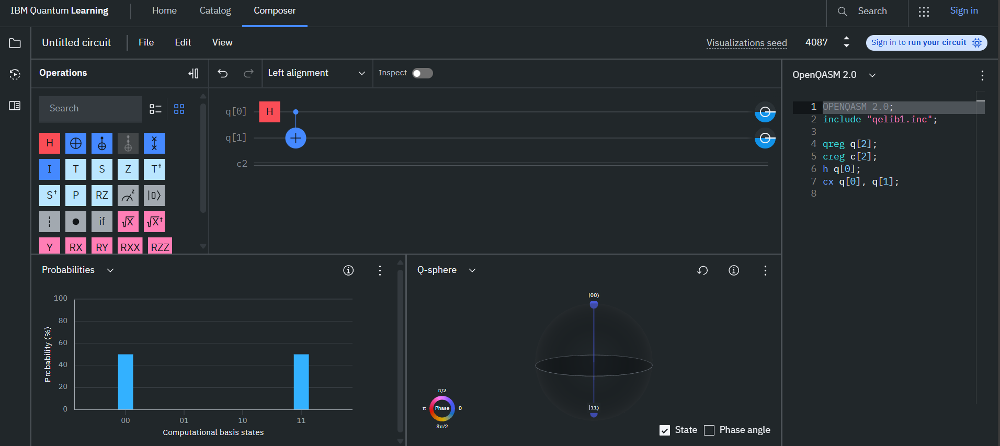 IBM Quantum Learning
Home
Catalog
Composer
Search
Sign in
Untitled circuit
File
Edit
View
Visualizations seed
4087
Sign in to run your circuit
Operations
Left alignment
Inspect
OpenQASM 2.0
Search
H
I T S Z T†
S† P RZ z |0⟩
if √X √X†
Y RX RY RXX RZZ
q[0] H
q[1] +
c2
1 OPENQASM 2.0;
2 include "qelib1.inc";
3
4 qreg q[2];
5 creg c[2];
6 h q[0];
7 cx q[0], q[1];
8
Probabilities
100
80
60
40
20
0
Probability (%)
00 01 10 11
Computational basis states
Q-sphere
|00⟩
|11⟩
π/2
π Phase 0
3π/2
State
Phase angle